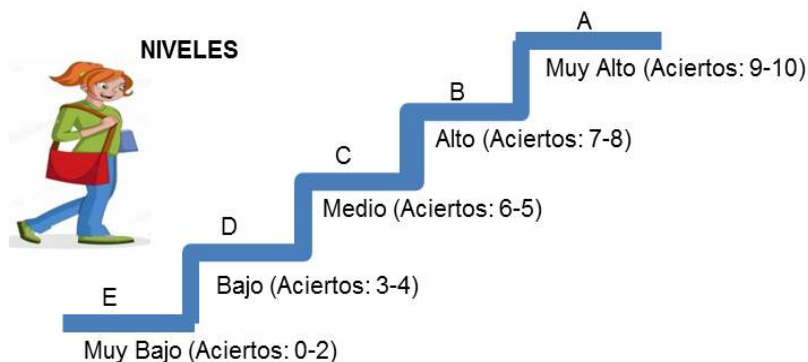 NIVELES
A
Muy Alto (Aciertos: 9-10)
B
Alto (Aciertos: 7-8)
C
Medio (Aciertos: 6-5)
D
Bajo (Aciertos: 3-4)
E
Muy Bajo (Aciertos: 0-2)